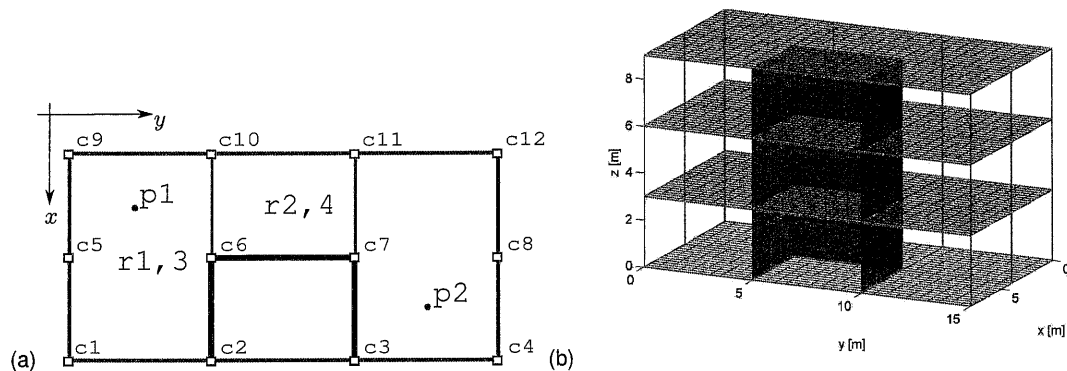 y
x
c9 c10 c11 c12
p1
r2,4
c5 c6 c7 c8
r1,3
p2
c1 c2 c3 c4
(a)
(b)
8
6
4
2
0
z [m]
0
5
10
15
y [m]
0
5
x [m]